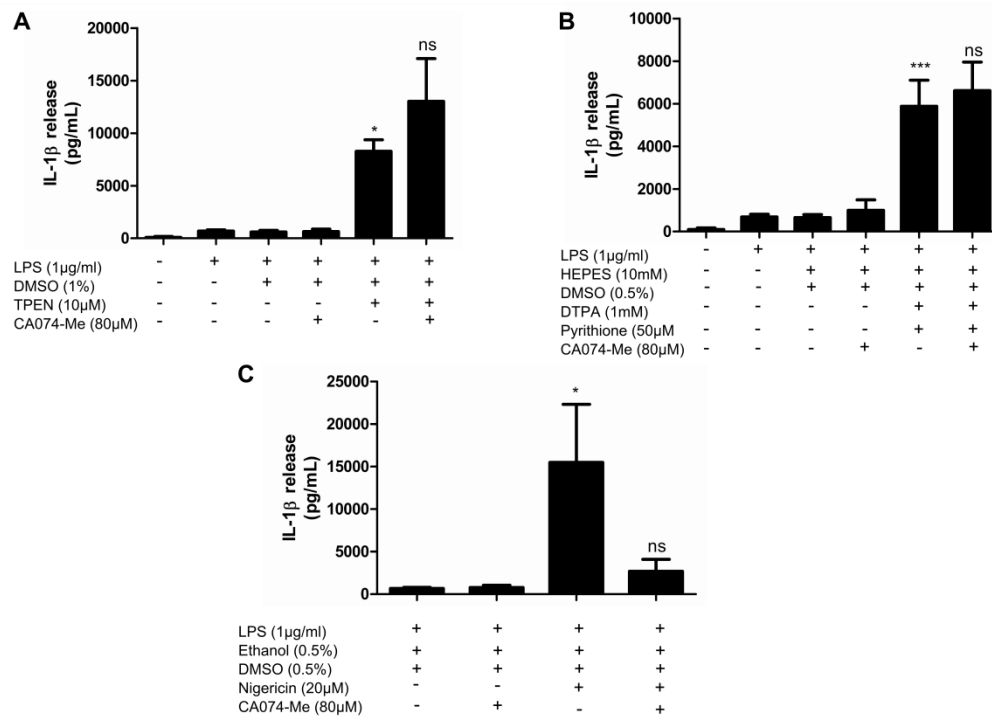 A
IL-1β release
(pg/mL)
20000
15000
10000
5000
0
*
ns
LPS (1µg/ml) - + + + + +
DMSO (1%) - - + + + +
TPEN (10µM) - - - - + +
CA074-Me (80µM) - - - + - +
B
IL-1β release
(pg/mL)
8000
6000
4000
2000
0
***
ns
LPS (1µg/ml) - + + + + +
HEPES (10mM) - - + + + +
DMSO (0.5%) - - + + + +
DTPA (1mM) - - - - + +
Pyrithione (50µM - - - - + +
CA074-Me (80µM) - - - + - +
C
IL-1β release
(pg/mL)
25000
20000
15000
10000
5000
0
*
ns
LPS (1µg/ml) + + + +
Ethanol (0.5%) + + + +
DMSO (0.5%) + + + +
Nigericin (20µM) - - + +
CA074-Me (80µM) - + - +